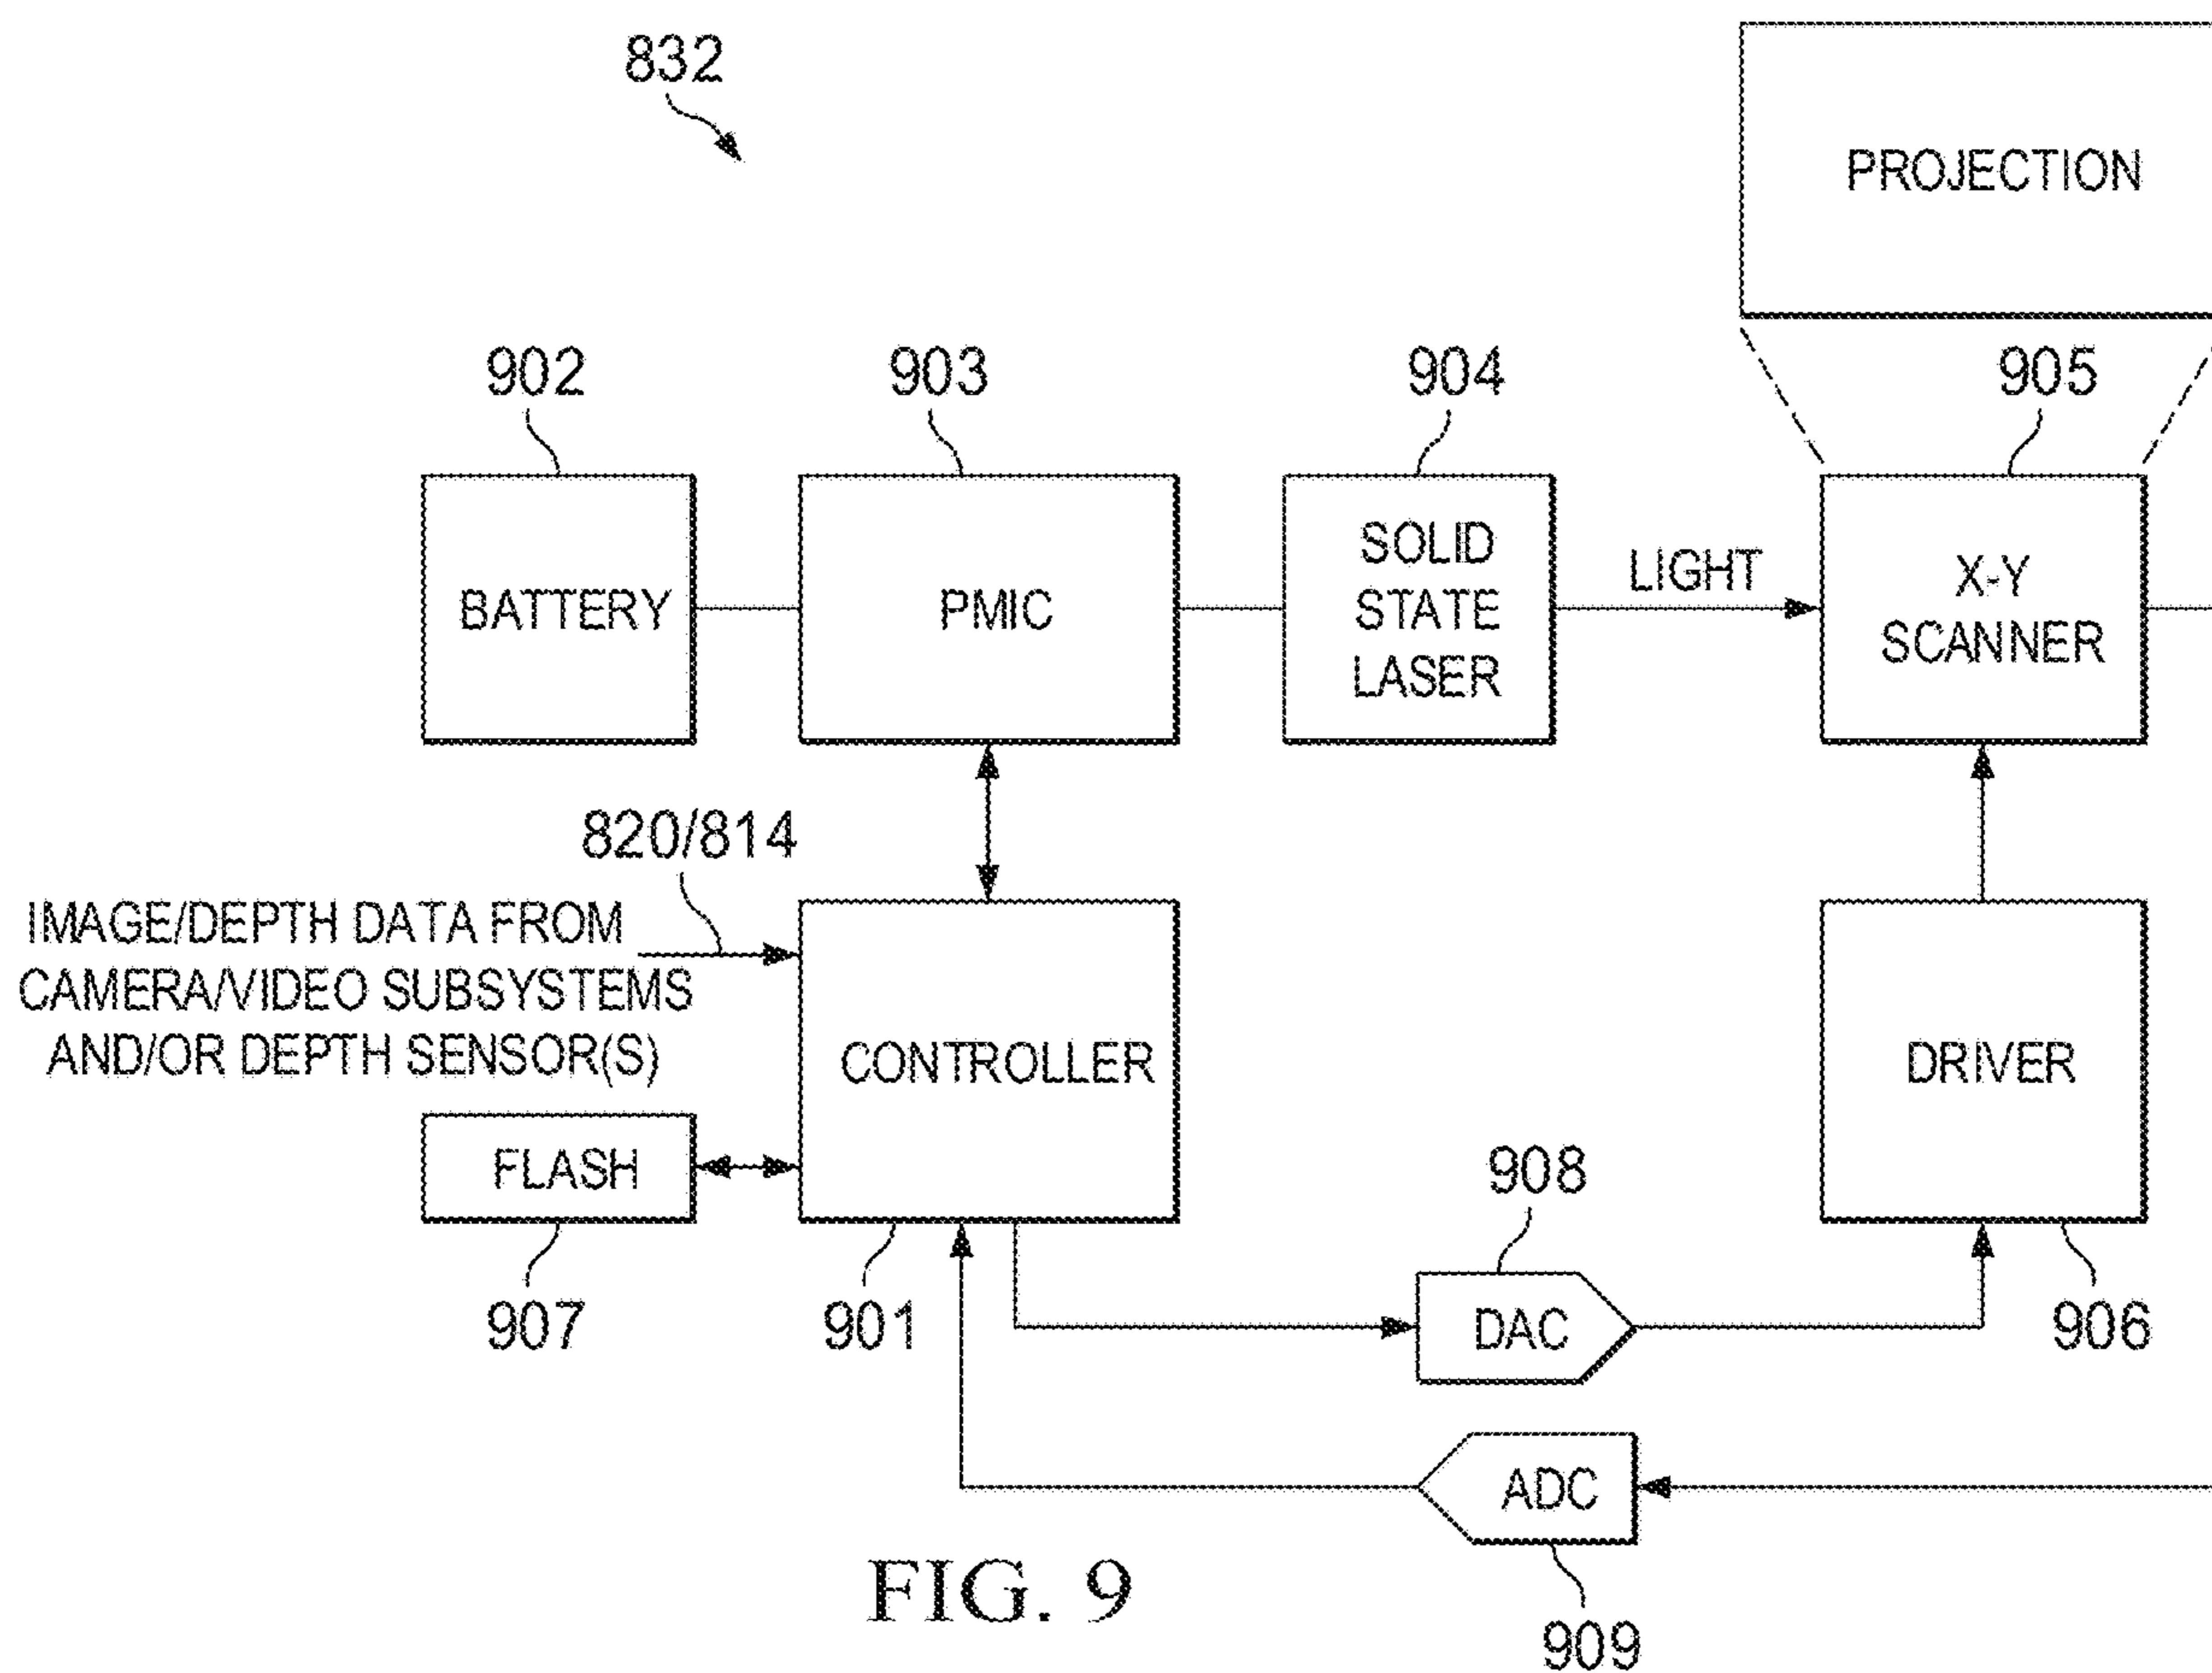 832
PROJECTION
902
903
904
905
BATTERY
PMIC
SOLID
STATE
LASER
LIGHT
X-Y
SCANNER
820/814
IMAGE/DEPTH DATA FROM
CAMERA/VIDEO SUBSYSTEMS
AND/OR DEPTH SENSOR(S)
CONTROLLER
DRIVER
FLASH
907
901
908
DAC
906
ADC
909
FIG. 9